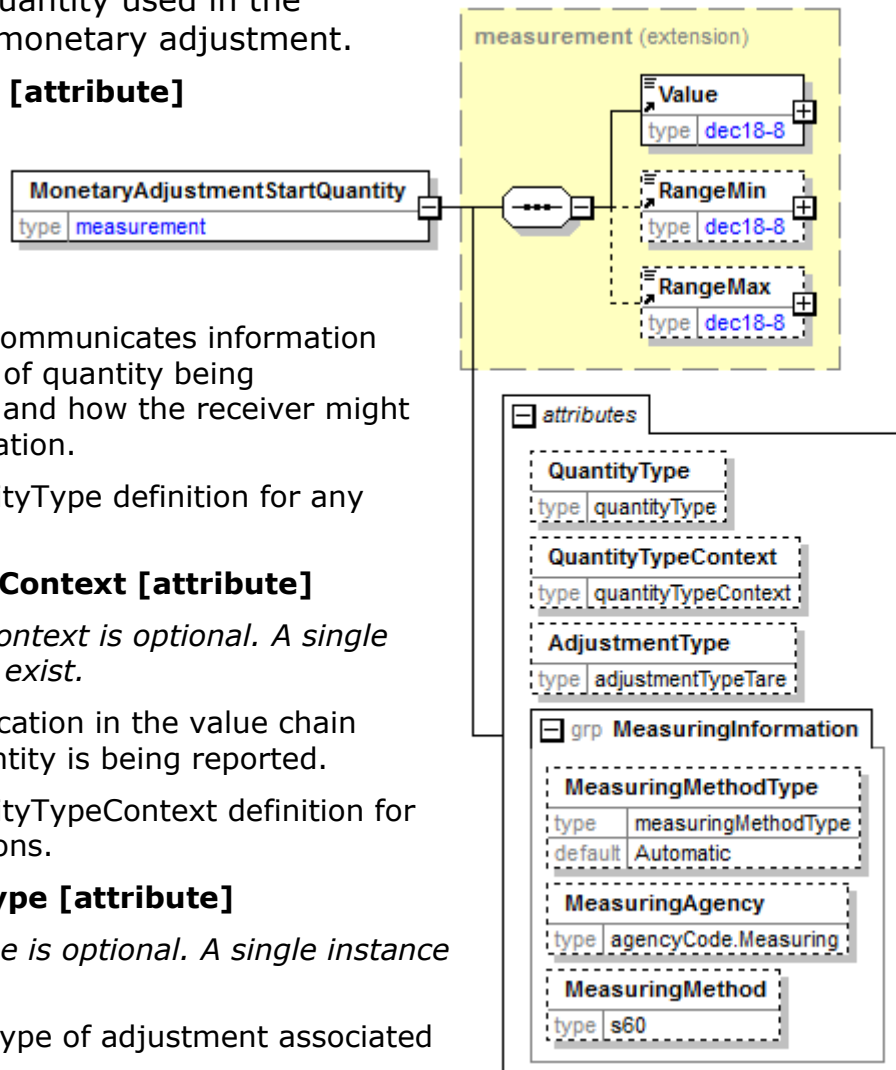 uantity used in the
monetary adjustment.
[attribute]
ommunicates information
of quantity being
and how the receiver might
ation.
ityType definition for any
Context [attribute]
ontext is optional. A single
exist.
cation in the value chain
ntity is being reported.
ityTypeContext definition for
ons.
ype [attribute]
e is optional. A single instance
ype of adjustment associated
MonetaryAdjustmentStartQuantity
type measurement
measurement (extension)
Value
type dec18-8
RangeMin
type dec18-8
RangeMax
type dec18-8
attributes
QuantityType
type quantityType
QuantityTypeContext
type quantityTypeContext
AdjustmentType
type adjustmentTypeTare
grp MeasuringInformation
MeasuringMethodType
type measuringMethodType
default Automatic
MeasuringAgency
type agencyCode.Measuring
MeasuringMethod
type s60